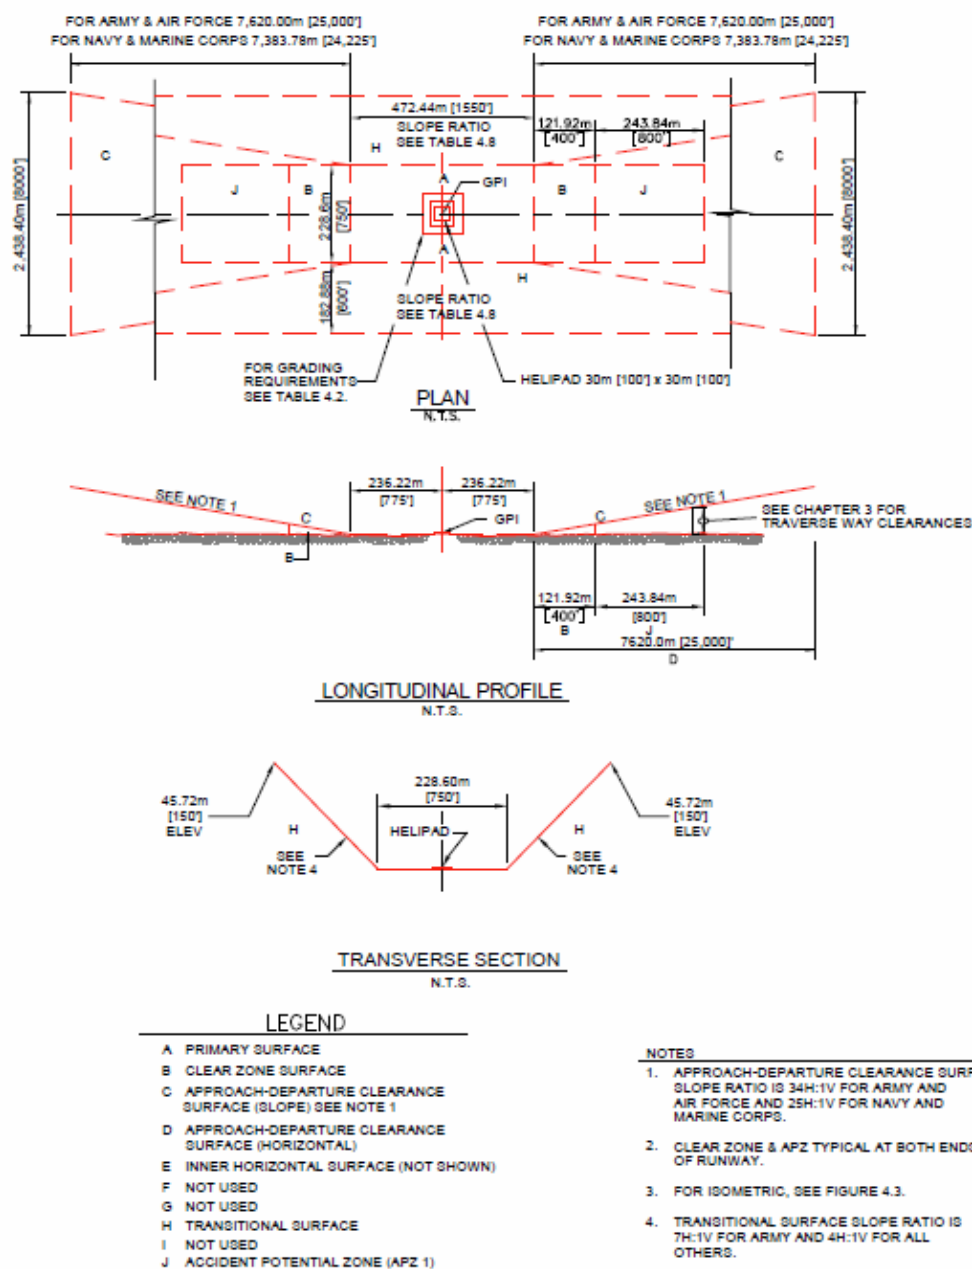 FOR ARMY & AIR FORCE 7,620.00m [25,000']
FOR NAVY & MARINE CORPS 7,383.78m [24,225']
FOR ARMY & AIR FORCE 7,620.00m [25,000']
FOR NAVY & MARINE CORPS 7,383.78m [24,225']
472.44m [1550']
SLOPE RATIO
SEE TABLE 4.8
121.92m
[400']
243.84m
[800']
C
H
C
A
GPI
J
B
B
J
2,438.40m [8000']
228.6m
[750']
2,438.40m [8000']
A
H
182.88m
[600']
SLOPE RATIO
SEE TABLE 4.8
FOR GRADING
REQUIREMENTS
SEE TABLE 4.2.
HELIPAD 30m [100'] x 30m [100']
PLAN
N.T.S.
236.22m
[775']
236.22m
[775']
SEE NOTE 1
SEE NOTE 1
C
GPI
C
SEE CHAPTER 3 FOR
TRAVERSE WAY CLEARANCES
B
121.92m
[400']
B
243.84m
[800']
J
7620.0m [25,000]'
D
LONGITUDINAL PROFILE
N.T.S.
228.60m
[750']
45.72m
[150']
ELEV
45.72m
[150']
ELEV
H
HELIPAD
H
SEE
NOTE 4
SEE
NOTE 4
TRANSVERSE SECTION
N.T.S.
LEGEND
A PRIMARY SURFACE
B CLEAR ZONE SURFACE
C APPROACH-DEPARTURE CLEARANCE
SURFACE (SLOPE) SEE NOTE 1
D APPROACH-DEPARTURE CLEARANCE
SURFACE (HORIZONTAL)
E INNER HORIZONTAL SURFACE (NOT SHOWN)
F NOT USED
G NOT USED
H TRANSITIONAL SURFACE
I NOT USED
J ACCIDENT POTENTIAL ZONE (APZ 1)
NOTES
1. APPROACH-DEPARTURE CLEARANCE SURF
SLOPE RATIO IS 34H:1V FOR ARMY AND
AIR FORCE AND 25H:1V FOR NAVY AND
MARINE CORPS.
2. CLEAR ZONE & APZ TYPICAL AT BOTH ENDS
OF RUNWAY.
3. FOR ISOMETRIC, SEE FIGURE 4.3.
4. TRANSITIONAL SURFACE SLOPE RATIO IS
7H:1V FOR ARMY AND 4H:1V FOR ALL
OTHERS.